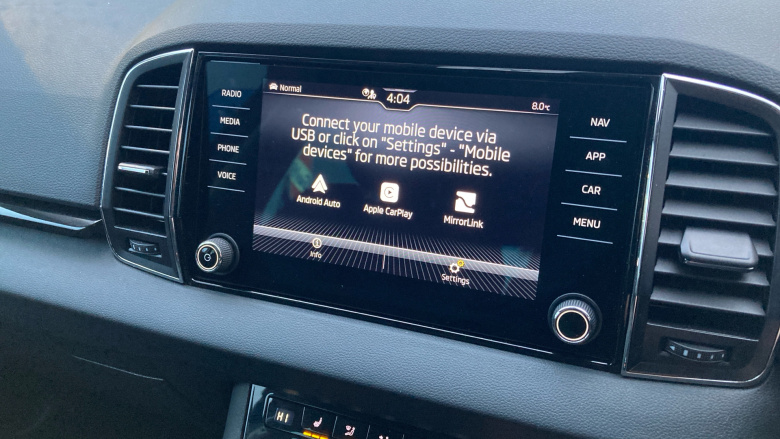 RADIO
MEDIA
PHONE
VOICE
Normal
4:04
8.0°C
Connect your mobile device via
USB or click on "Settings" - "Mobile
devices" for more possibilities.
Android Auto
Apple CarPlay
MirrorLink
Info
Settings
NAV
APP
CAR
MENU
HI